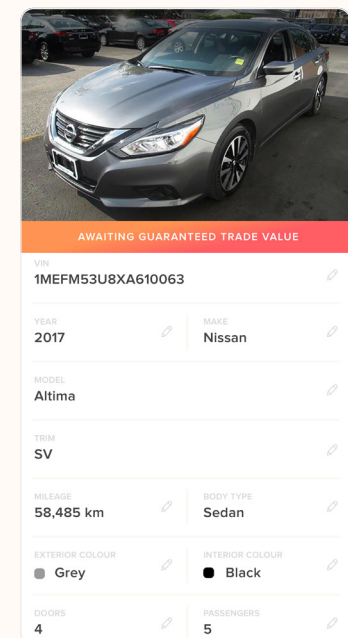 AWAITING GUARANTEED TRADE VALUE
VIN
1MEFM53U8XA610063
YEAR
2017
MAKE
Nissan
MODEL
Altima
TRIM
SV
MILEAGE
58,485 km
BODY TYPE
Sedan
EXTERIOR COLOUR
Grey
INTERIOR COLOUR
Black
DOORS
4
PASSENGERS
5